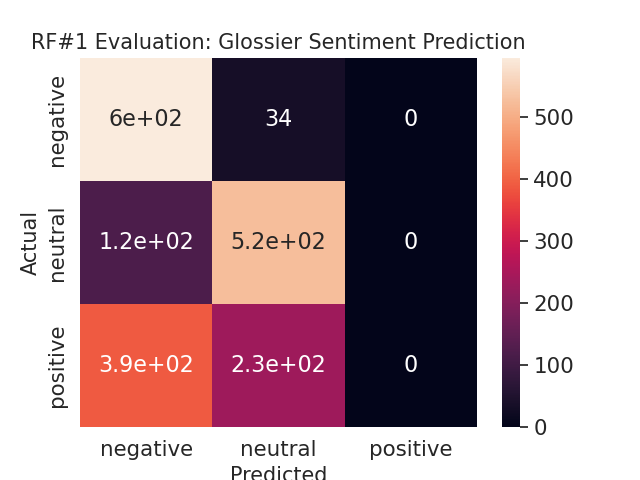 RF#1 Evaluation: Glossier Sentiment Prediction
negative
6e+02
34
0
500
400
Actual
neutral
1.2e+02
5.2e+02
0
300
200
positive
3.9e+02
2.3e+02
0
100
0
negative
neutral
positive
Predicted